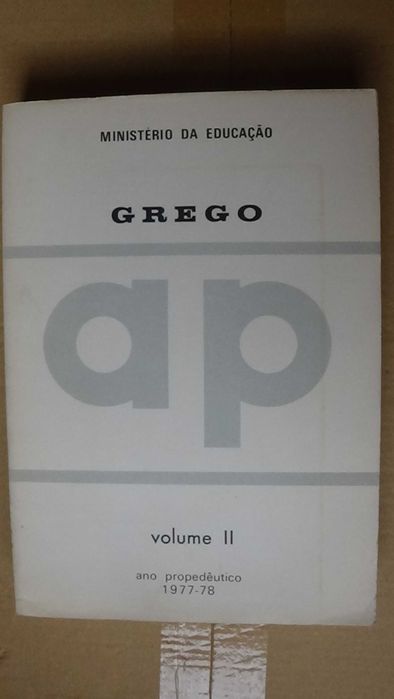 MINISTÉRIO DA EDUCAÇÃO
GREGO
ap
volume II
ano propedêutico
1977-78